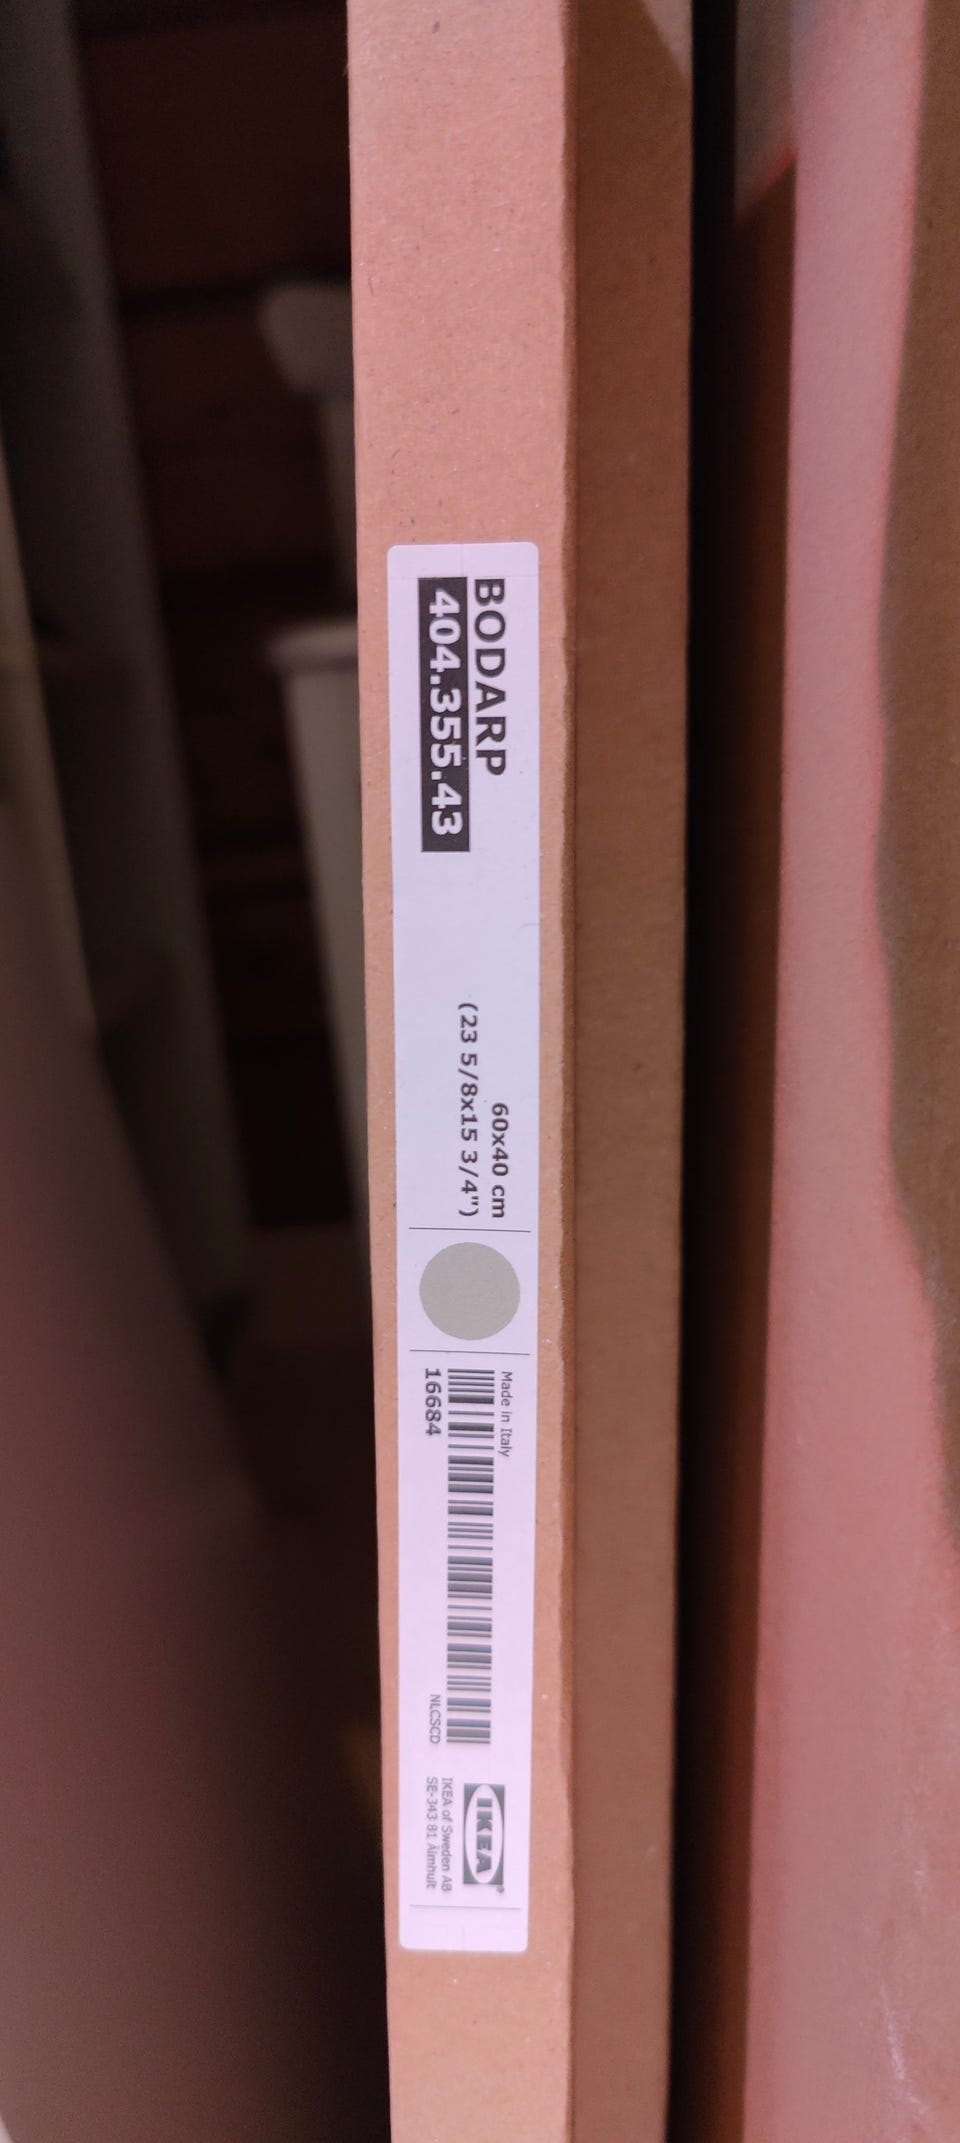 BODARP
404.355.43
60x40 cm
(23 5/8x15 3/4")
Made in Italy
16684
NLCSCD
IKEA®
IKEA of Sweden AB
SE-343 81 Älmhult